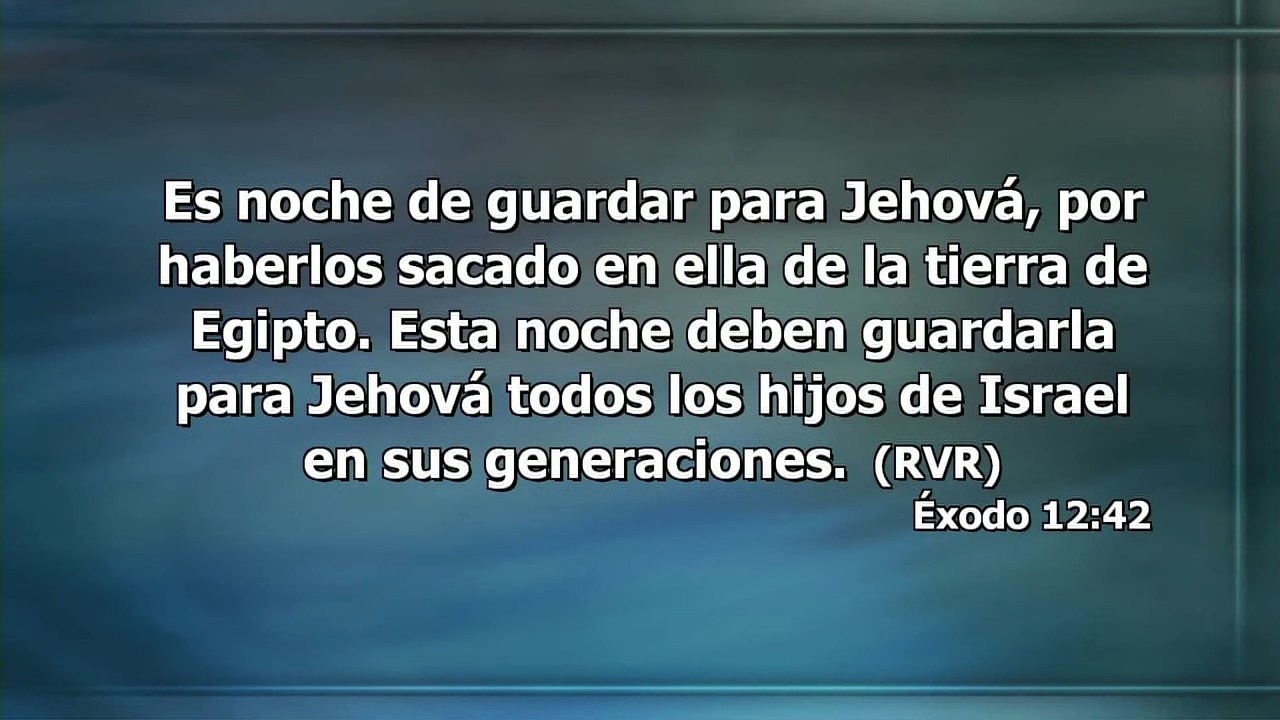 Es noche de guardar para Jehová, por
haberlos sacado en ella de la tierra de
Egipto. Esta noche deben guardarla
para Jehová todos los hijos de Israel
en sus generaciones. (RVR)
Éxodo 12:42